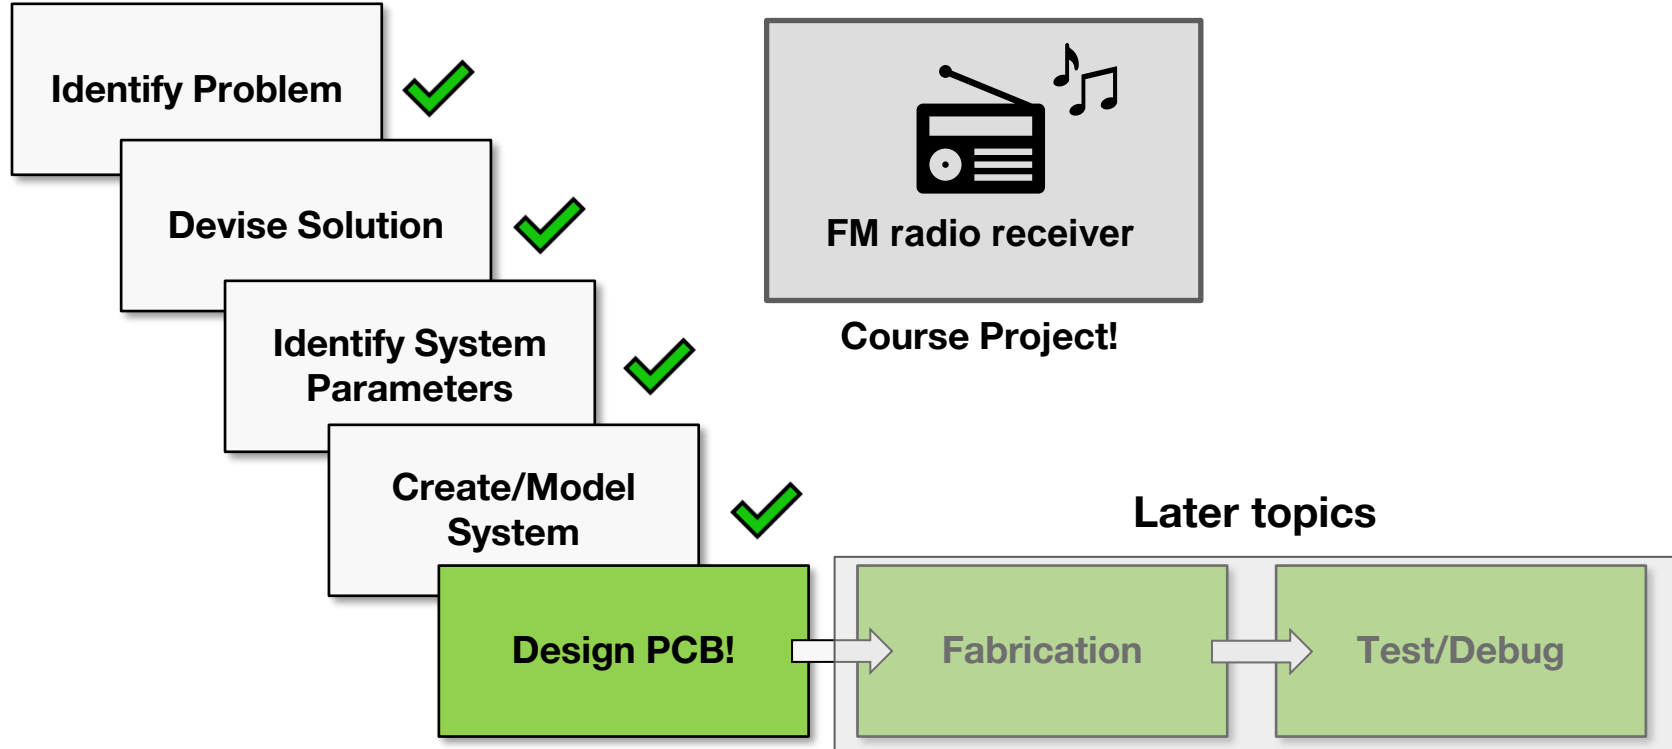 Identify Problem
Devise Solution
Identify System
Parameters
Create/Model
System
Design PCB!
FM radio receiver
Course Project!
Later topics
Fabrication
Test/Debug